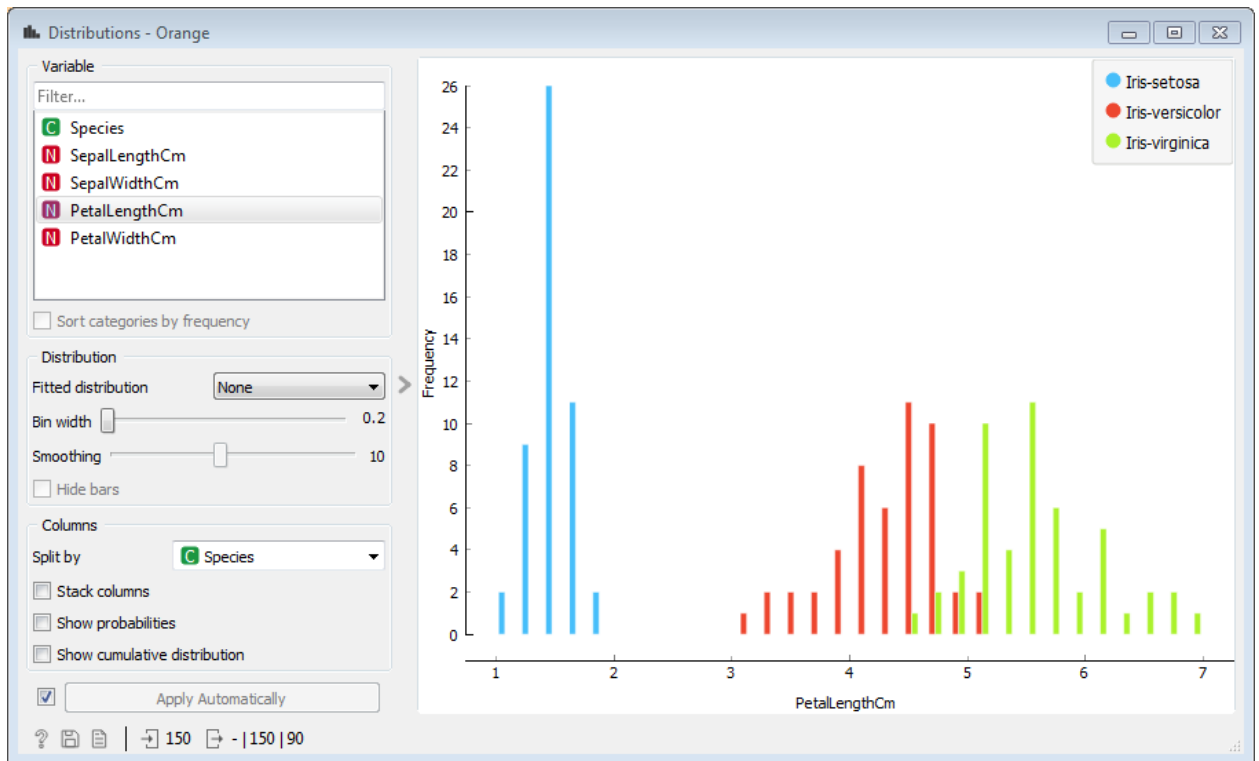 Distributions - Orange
Variable
Filter...
C Species
N SepalLengthCm
N SepalWidthCm
N PetalLengthCm
N PetalWidthCm
Sort categories by frequency
Distribution
Fitted distribution None
Bin width 0.2
Smoothing 10
Hide bars
Columns
Split by C Species
Stack columns
Show probabilities
Show cumulative distribution
Apply Automatically
? 150 - | 150 | 90
Iris-setosa
Iris-versicolor
Iris-virginica
Frequency
26
24
22
20
18
16
14
12
10
8
6
4
2
0
1 2 3 4 5 6 7
PetalLengthCm